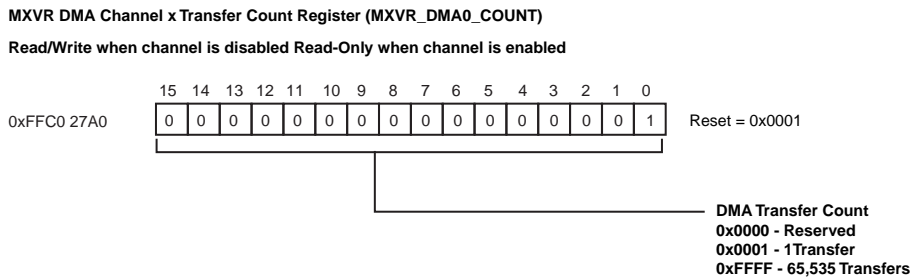 MXVR DMA Channel x Transfer Count Register (MXVR_DMA0_COUNT)
Read/Write when channel is disabled Read-Only when channel is enabled
15 14 13 12 11 10 9 8 7 6 5 4 3 2 1 0
0xFFC0 27A0 0 0 0 0 0 0 0 0 0 0 0 0 0 0 0 1 Reset = 0x0001
DMA Transfer Count
0x0000 - Reserved
0x0001 - 1Transfer
0xFFFF - 65,535 Transfers